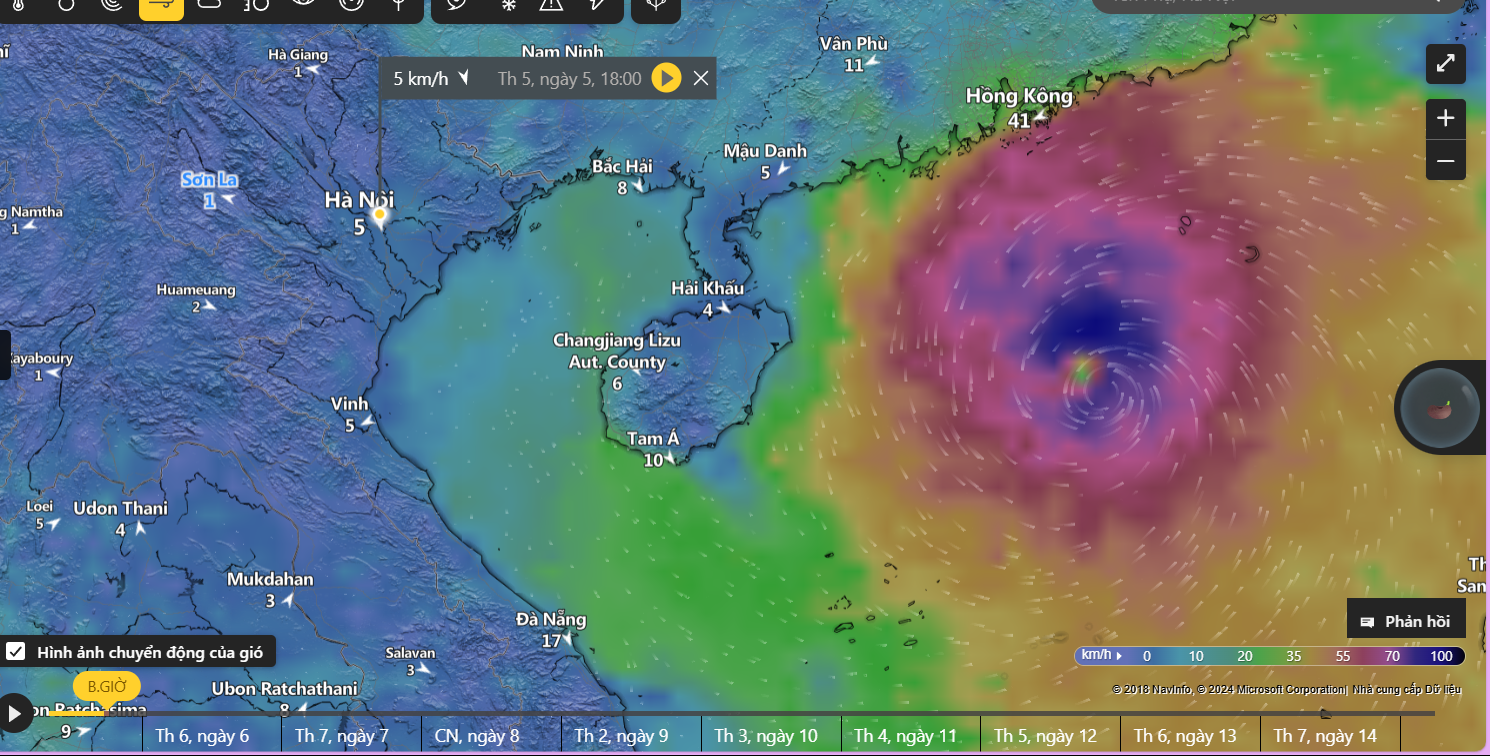 Hà Giang
1
Nam Ninh
Vân Phù
11
5 km/h
Th 5, ngày 5, 18:00
Hồng Kông
41
Mậu Danh
5
Bắc Hải
8
Sơn La
1
Hà Nội
5
g Namtha
1
Huameuang
2
Hải Khấu
4
Changjiang Lizu
Aut. County
6
ayaboury
1
Vinh
5
Tam Á
10
Loei
5
Udon Thani
4
Mukdahan
3
Đà Nẵng
17
Th
San
Phản hồi
Hình ảnh chuyển động của gió
Salavan
3
km/h 0 10 20 35 55 70 100
B.GIỜ
Ubon Ratchathani
8
© 2018 NavInfo, © 2024 Microsoft Corporation| Nhà cung cấp Dữ liệu
on Ratchasima
9
Th 6, ngày 6
Th 7, ngày 7
CN, ngày 8
Th 2, ngày 9
Th 3, ngày 10
Th 4, ngày 11
Th 5, ngày 12
Th 6, ngày 13
Th 7, ngày 14